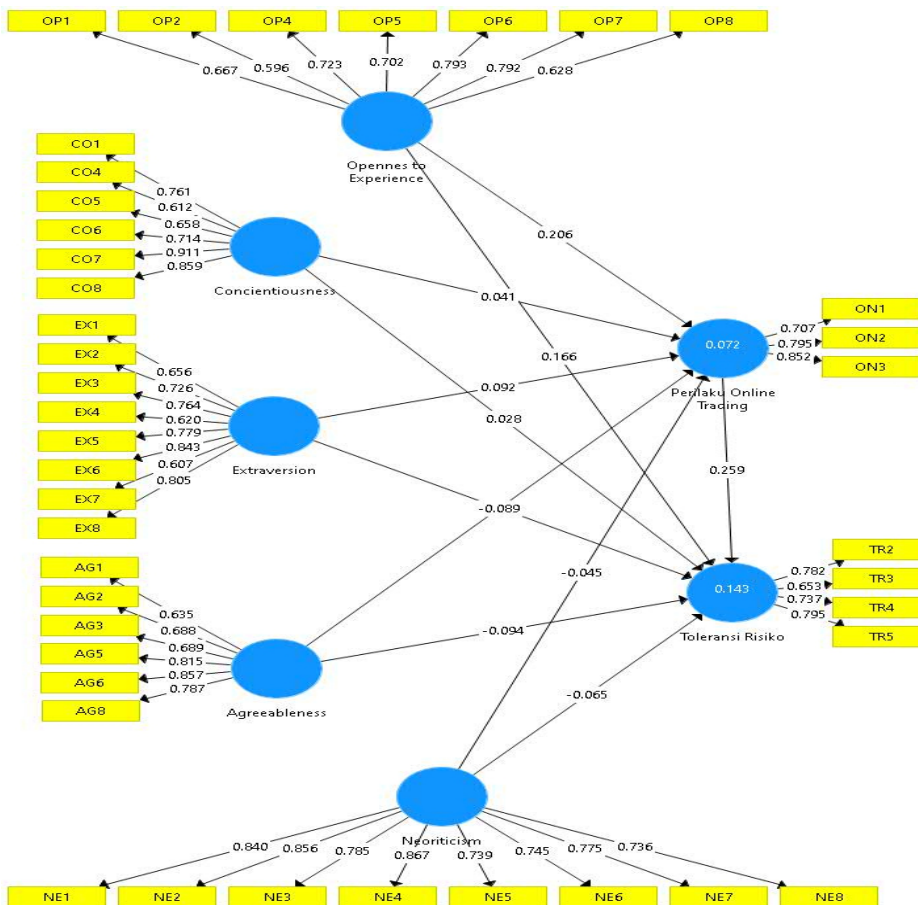 OP1 OP2 OP4 OP5 OP6 OP7 OP8
0.667 0.596 0.723 0.702 0.793 0.792 0.628
Opennes to
Experience
CO1
CO4
CO5
CO6
CO7
CO8
0.761
0.612
0.658
0.714
0.911
0.859
Concientiousness
EX1
EX2
EX3
EX4
EX5
EX6
EX7
EX8
0.656
0.726
0.764
0.620
0.779
0.843
0.607
0.805
Extraversion
AG1
AG2
AG3
AG5
AG6
AG8
0.635
0.688
0.689
0.815
0.857
0.787
Agreeableness
0.206
0.041
0.166
0.092
0.028
-0.089
-0.045
-0.094
-0.065
0.072
Perilaku Online
Trading
0.707
0.795
0.852
ON1
ON2
ON3
0.259
0.143
Toleransi Risiko
0.782
0.653
0.737
0.795
TR2
TR3
TR4
TR5
Neoriticism
0.840 0.856 0.785 0.867 0.739 0.745 0.775 0.736
NE1 NE2 NE3 NE4 NE5 NE6 NE7 NE8